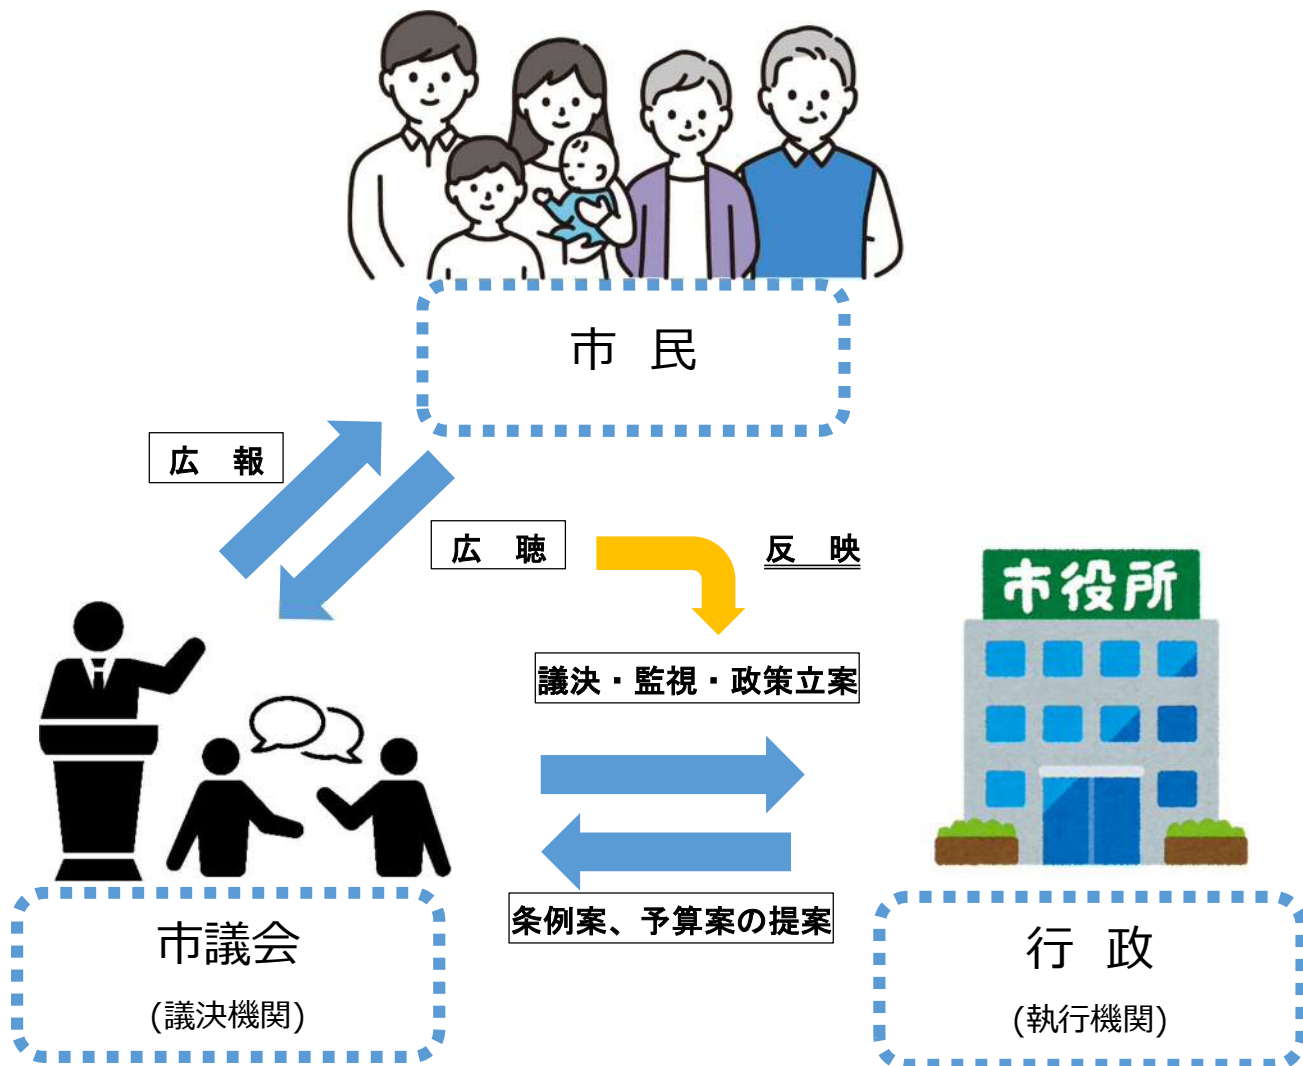 市 民
広 報
広 聴
反 映
市役所
議決・監視・政策立案
条例案、予算案の提案
市議会
(議決機関)
行 政
(執行機関)